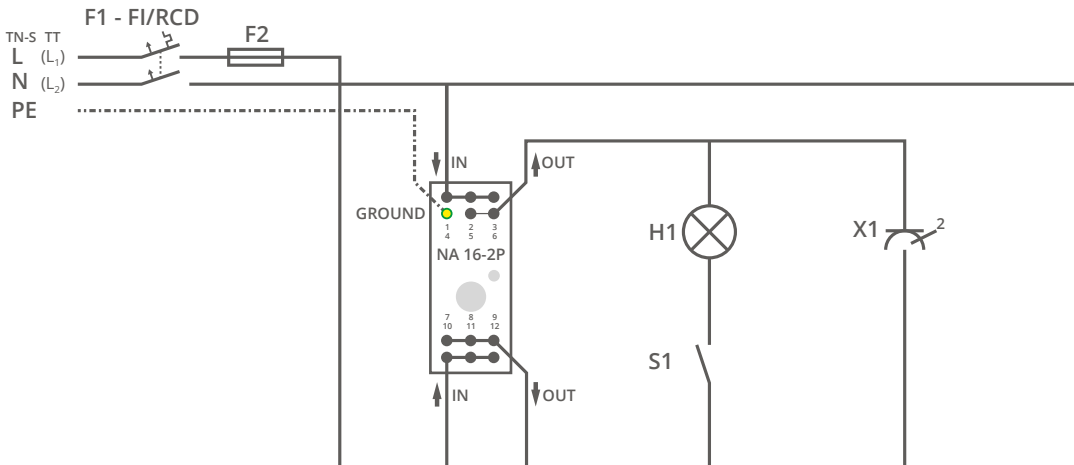 F1 - FI/RCD
TN-S TT
L (L₁)
F2
N (L₂)
PE
IN
OUT
GROUND
1 2 3
4 5 6
NA 16-2P
H1
X1
2
7 8 9
10 11 12
S1
IN
OUT